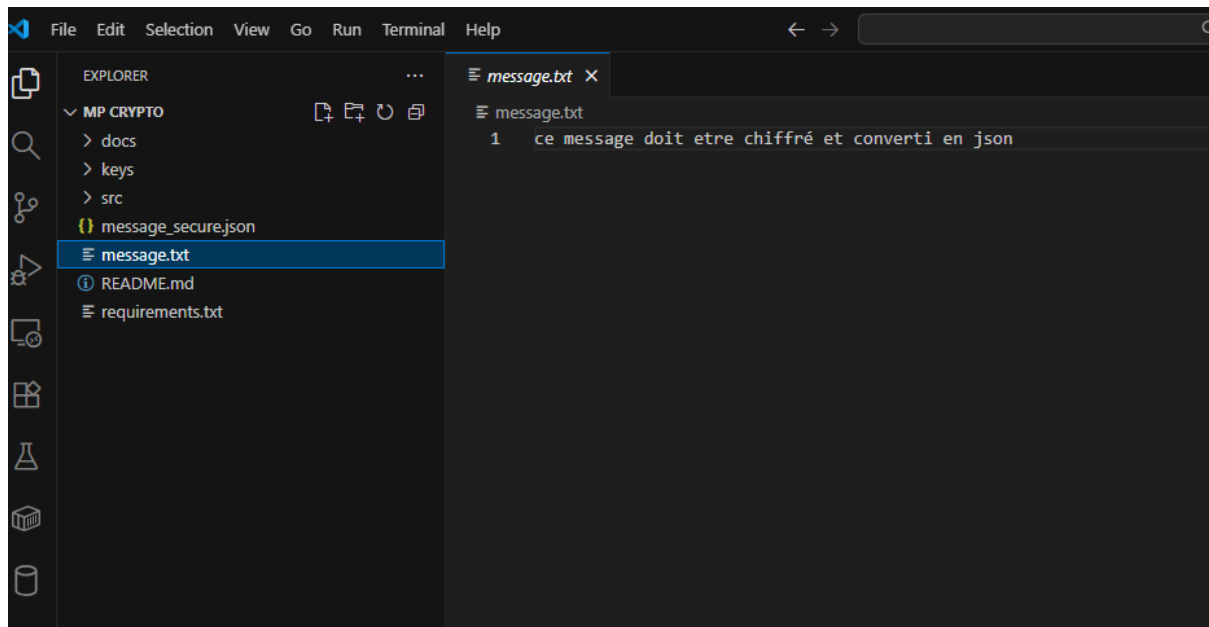 File Edit Selection View Go Run Terminal Help
EXPLORER
MP CRYPTO
docs
keys
src
{} message_secure.json
message.txt
README.md
requirements.txt
message.txt
message.txt
1 ce message doit etre chiffré et converti en json